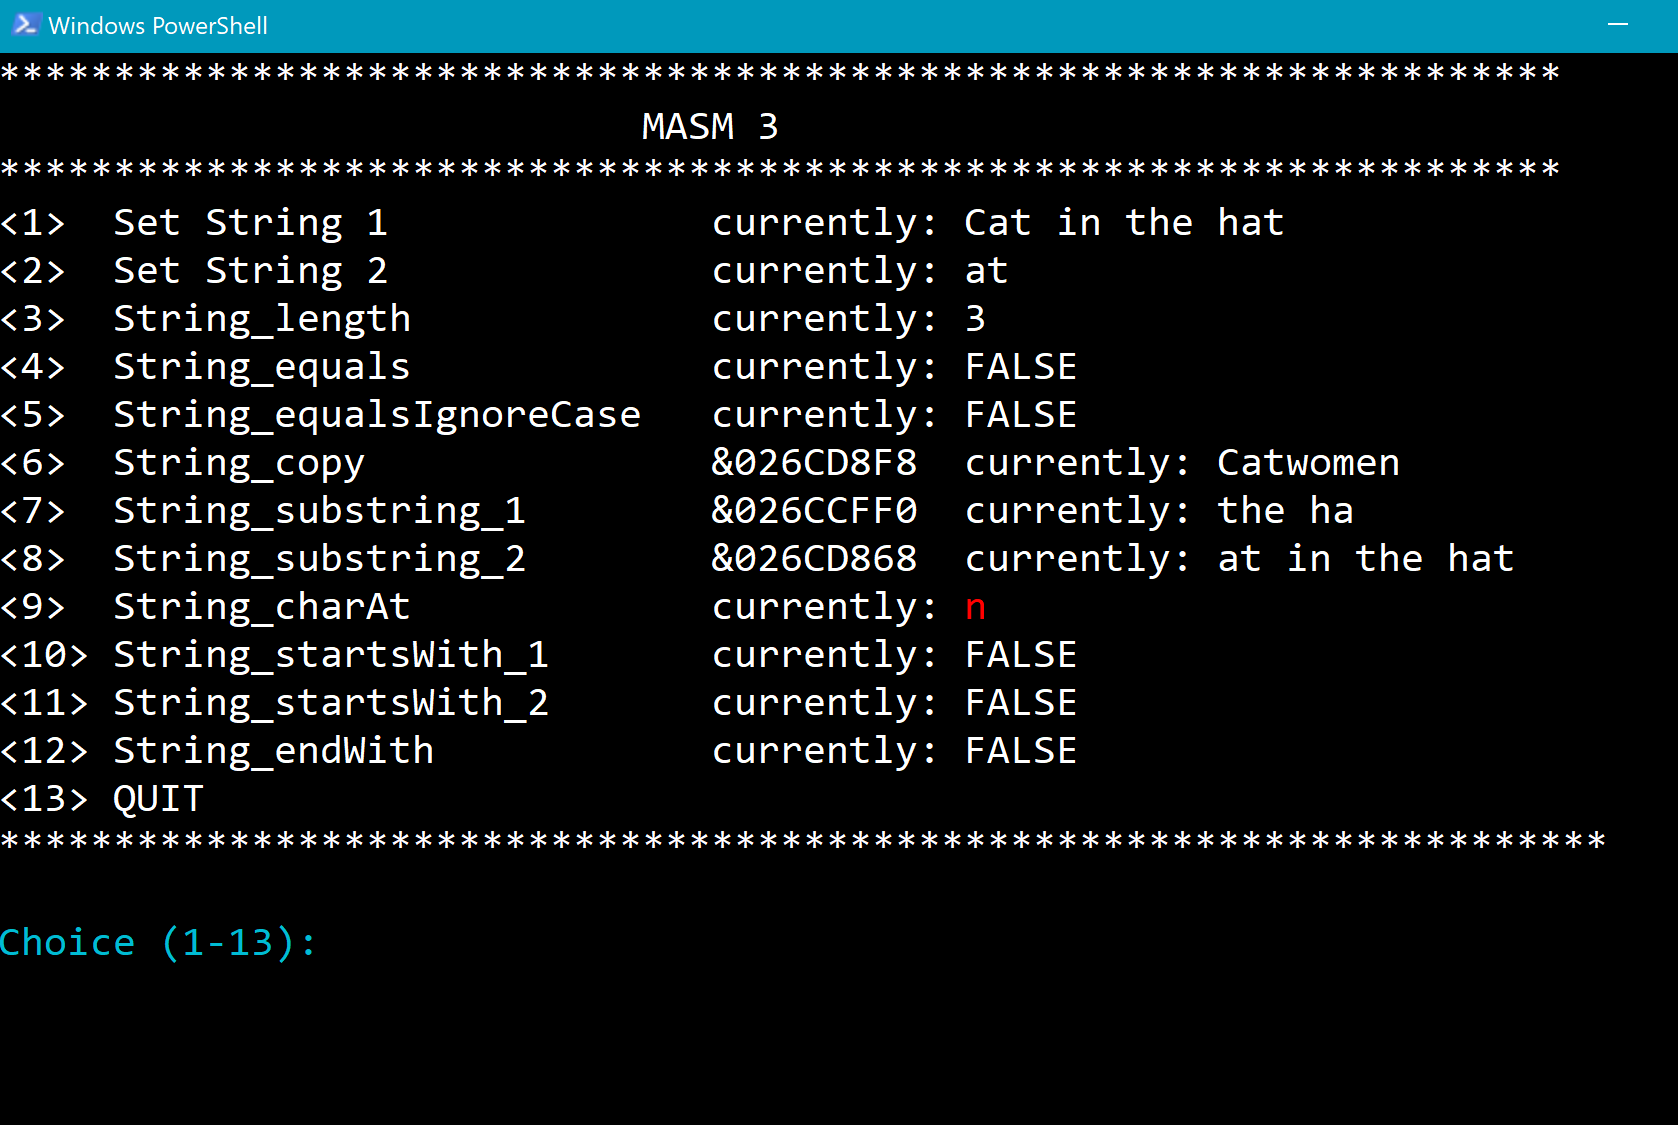 Windows PowerShell
********************************************************************
MASM 3
********************************************************************
<1>  Set String 1              currently: Cat in the hat
<2>  Set String 2              currently: at
<3>  String_length             currently: 3
<4>  String_equals             currently: FALSE
<5>  String_equalsIgnoreCase   currently: FALSE
<6>  String_copy               &026CD8F8  currently: Catwomen
<7>  String_substring_1        &026CCFF0  currently: the ha
<8>  String_substring_2        &026CD868  currently: at in the hat
<9>  String_charAt             currently: n
<10> String_startsWith_1       currently: FALSE
<11> String_startsWith_2       currently: FALSE
<12> String_endWith            currently: FALSE
<13> QUIT
**********************************************************************
Choice (1-13):